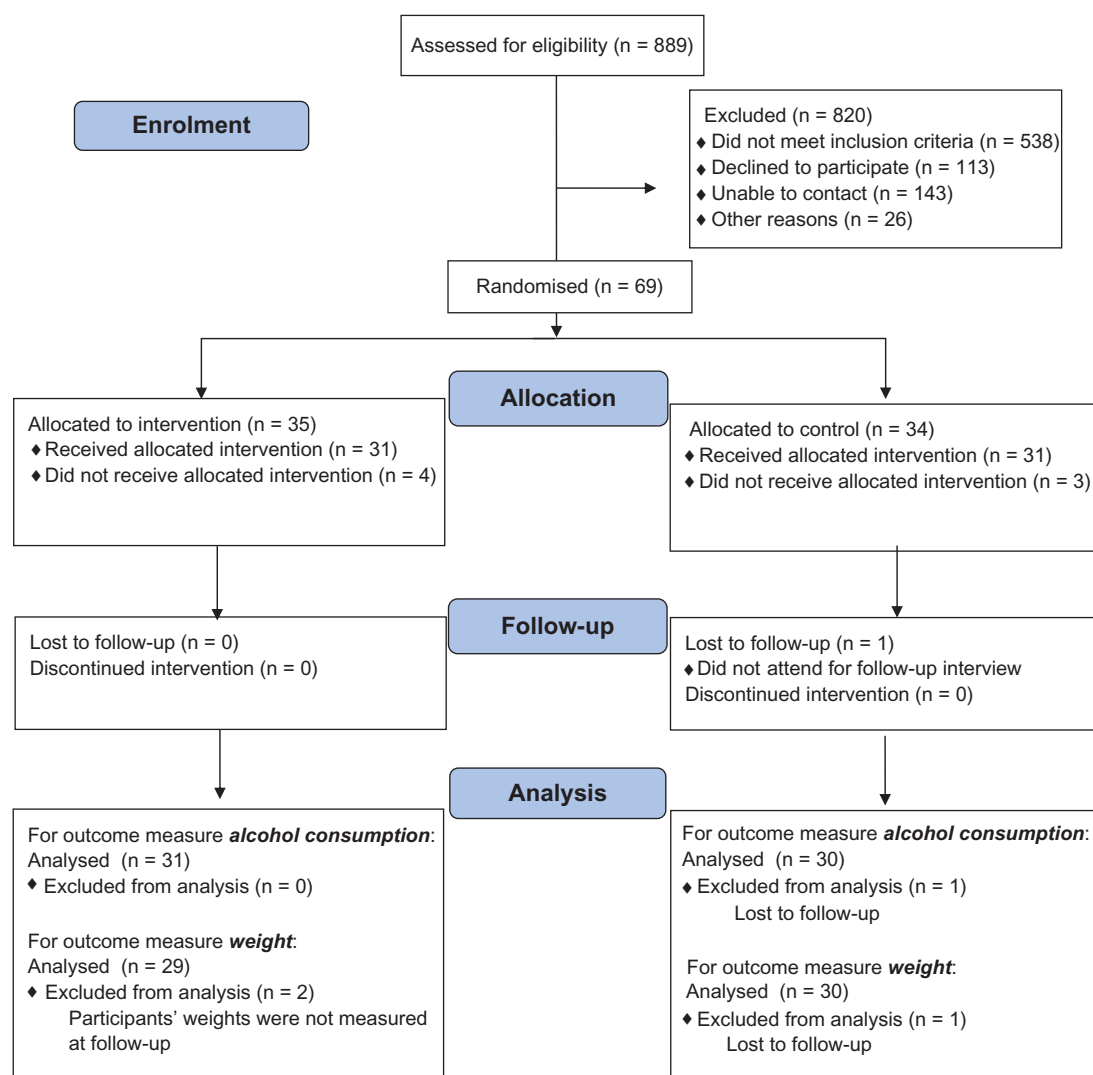 Assessed for eligibility (n = 889)
Enrolment
Excluded (n = 820)
♦ Did not meet inclusion criteria (n = 538)
♦ Declined to participate (n = 113)
♦ Unable to contact (n = 143)
♦ Other reasons (n = 26)
Randomised (n = 69)
Allocation
Allocated to intervention (n = 35)
♦ Received allocated intervention (n = 31)
♦ Did not receive allocated intervention (n = 4)
Allocated to control (n = 34)
♦ Received allocated intervention (n = 31)
♦ Did not receive allocated intervention (n = 3)
Follow-up
Lost to follow-up (n = 0)
Discontinued intervention (n = 0)
Lost to follow-up (n = 1)
♦ Did not attend for follow-up interview
Discontinued intervention (n = 0)
Analysis
For outcome measure alcohol consumption:
Analysed (n = 31)
♦ Excluded from analysis (n = 0)
For outcome measure weight:
Analysed (n = 29)
♦ Excluded from analysis (n = 2)
Participants' weights were not measured
at follow-up
For outcome measure alcohol consumption:
Analysed (n = 30)
♦ Excluded from analysis (n = 1)
Lost to follow-up
For outcome measure weight:
Analysed (n = 30)
♦ Excluded from analysis (n = 1)
Lost to follow-up